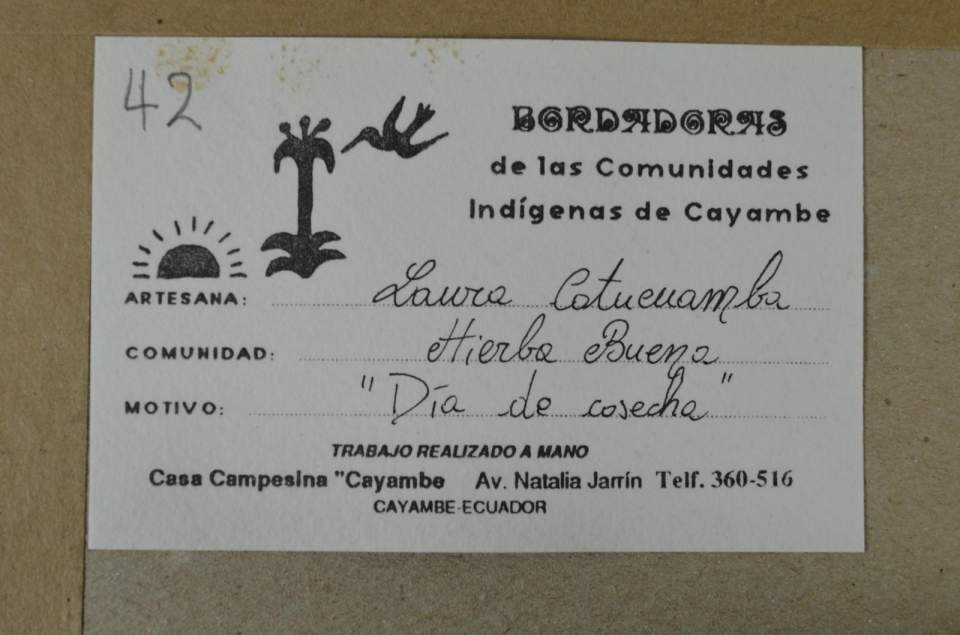 42
BORDADORAS
de las Comunidades
Indígenas de Cayambe
ARTESANA: Laura Catucuamba
COMUNIDAD: Hierba Buena
MOTIVO: "Día de cosecha"
TRABAJO REALIZADO A MANO
Casa Campesina "Cayambe Av. Natalia Jarrín Telf. 360-516
CAYAMBE-ECUADOR